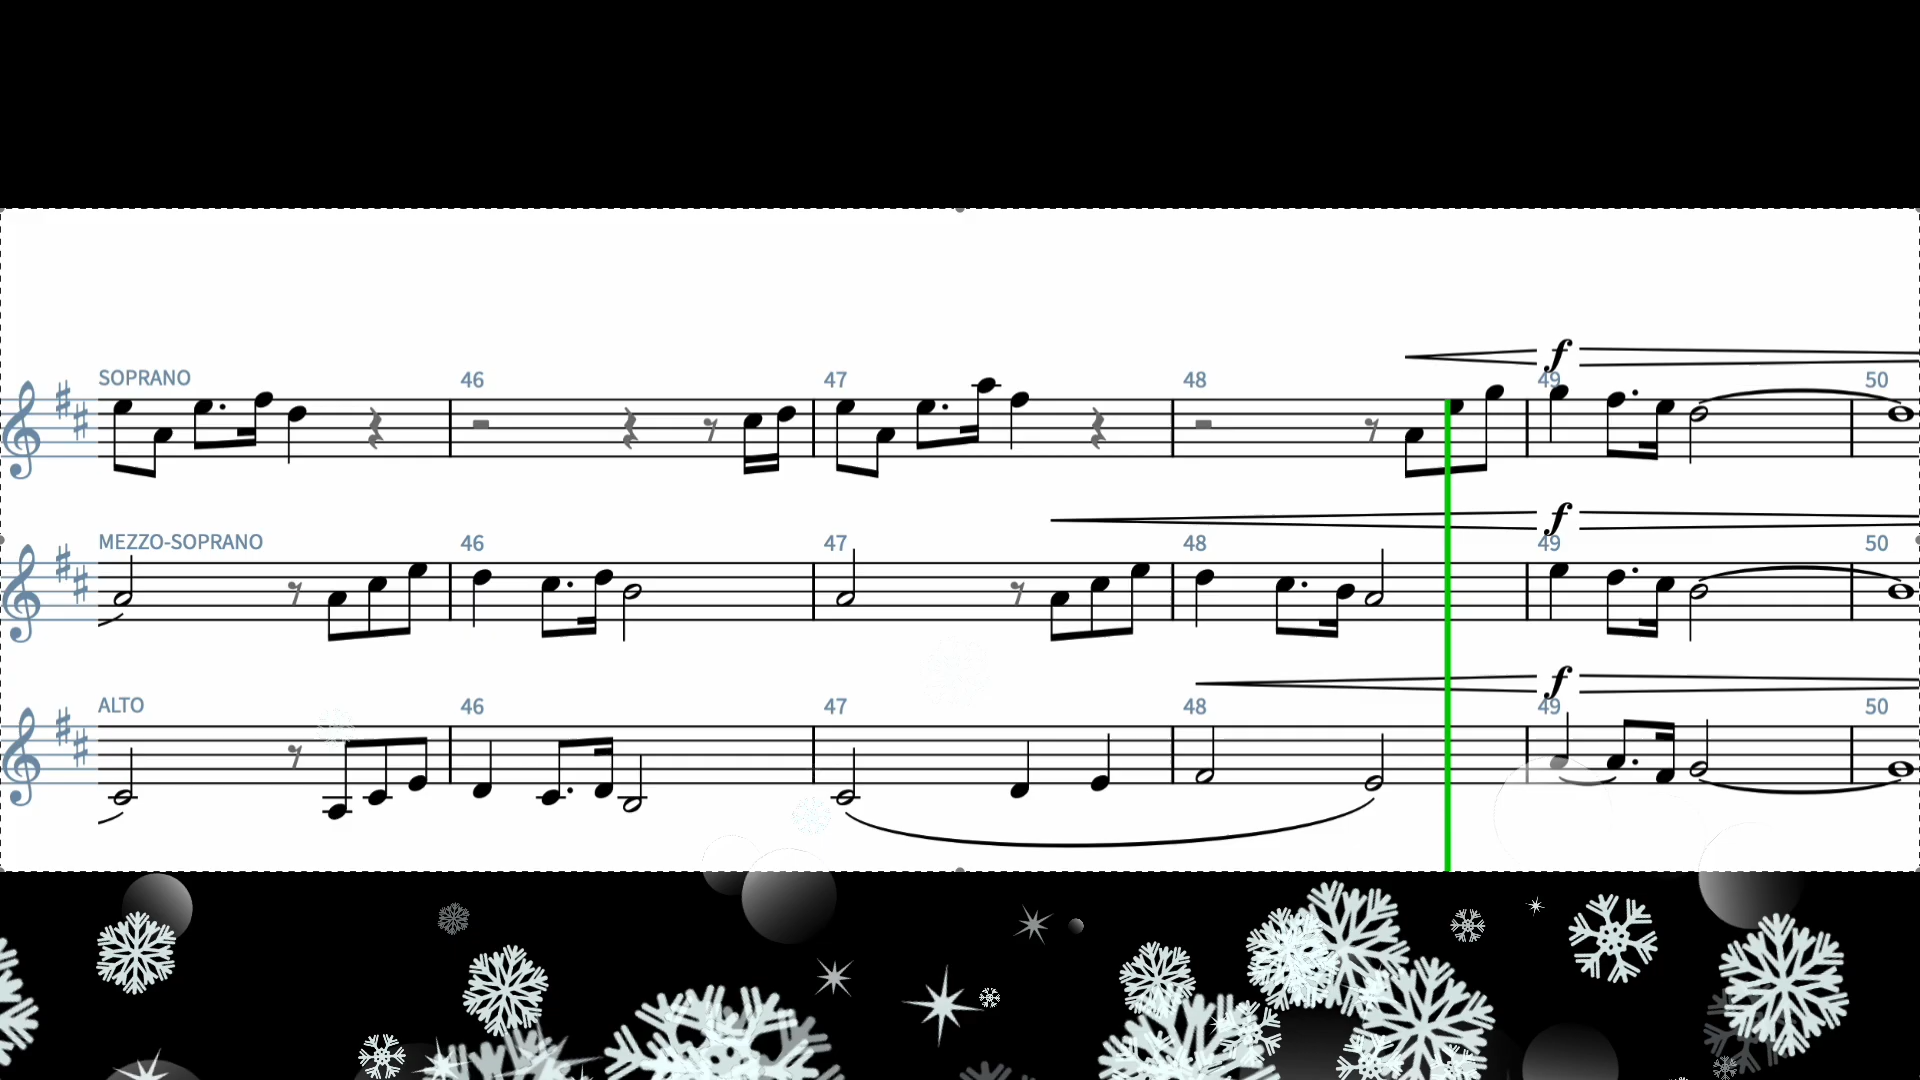 f
SOPRANO 46 47 48 49 50
f
MEZZO-SOPRANO 46 47 48 49 50
f
ALTO 46 47 48 49 50